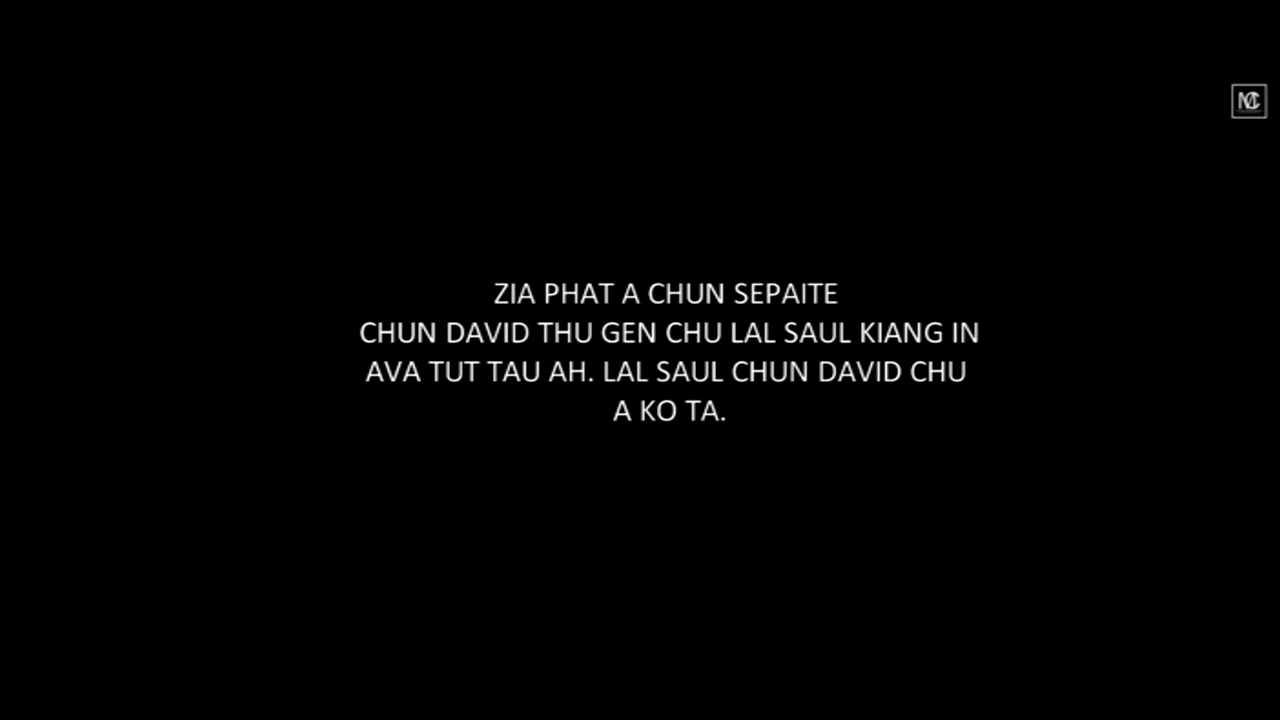 MC
ZIA PHAT A CHUN SEPAITE
CHUN DAVID THU GEN CHU LAL SAUL KIANG IN
AVA TUT TAU AH. LAL SAUL CHUN DAVID CHU
A KO TA.